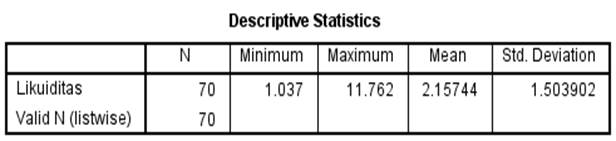 Descriptive Statistics
N Minimum Maximum Mean Std. Deviation
Likuiditas 70 1.037 11.762 2.15744 1.503902
Valid N (listwise) 70